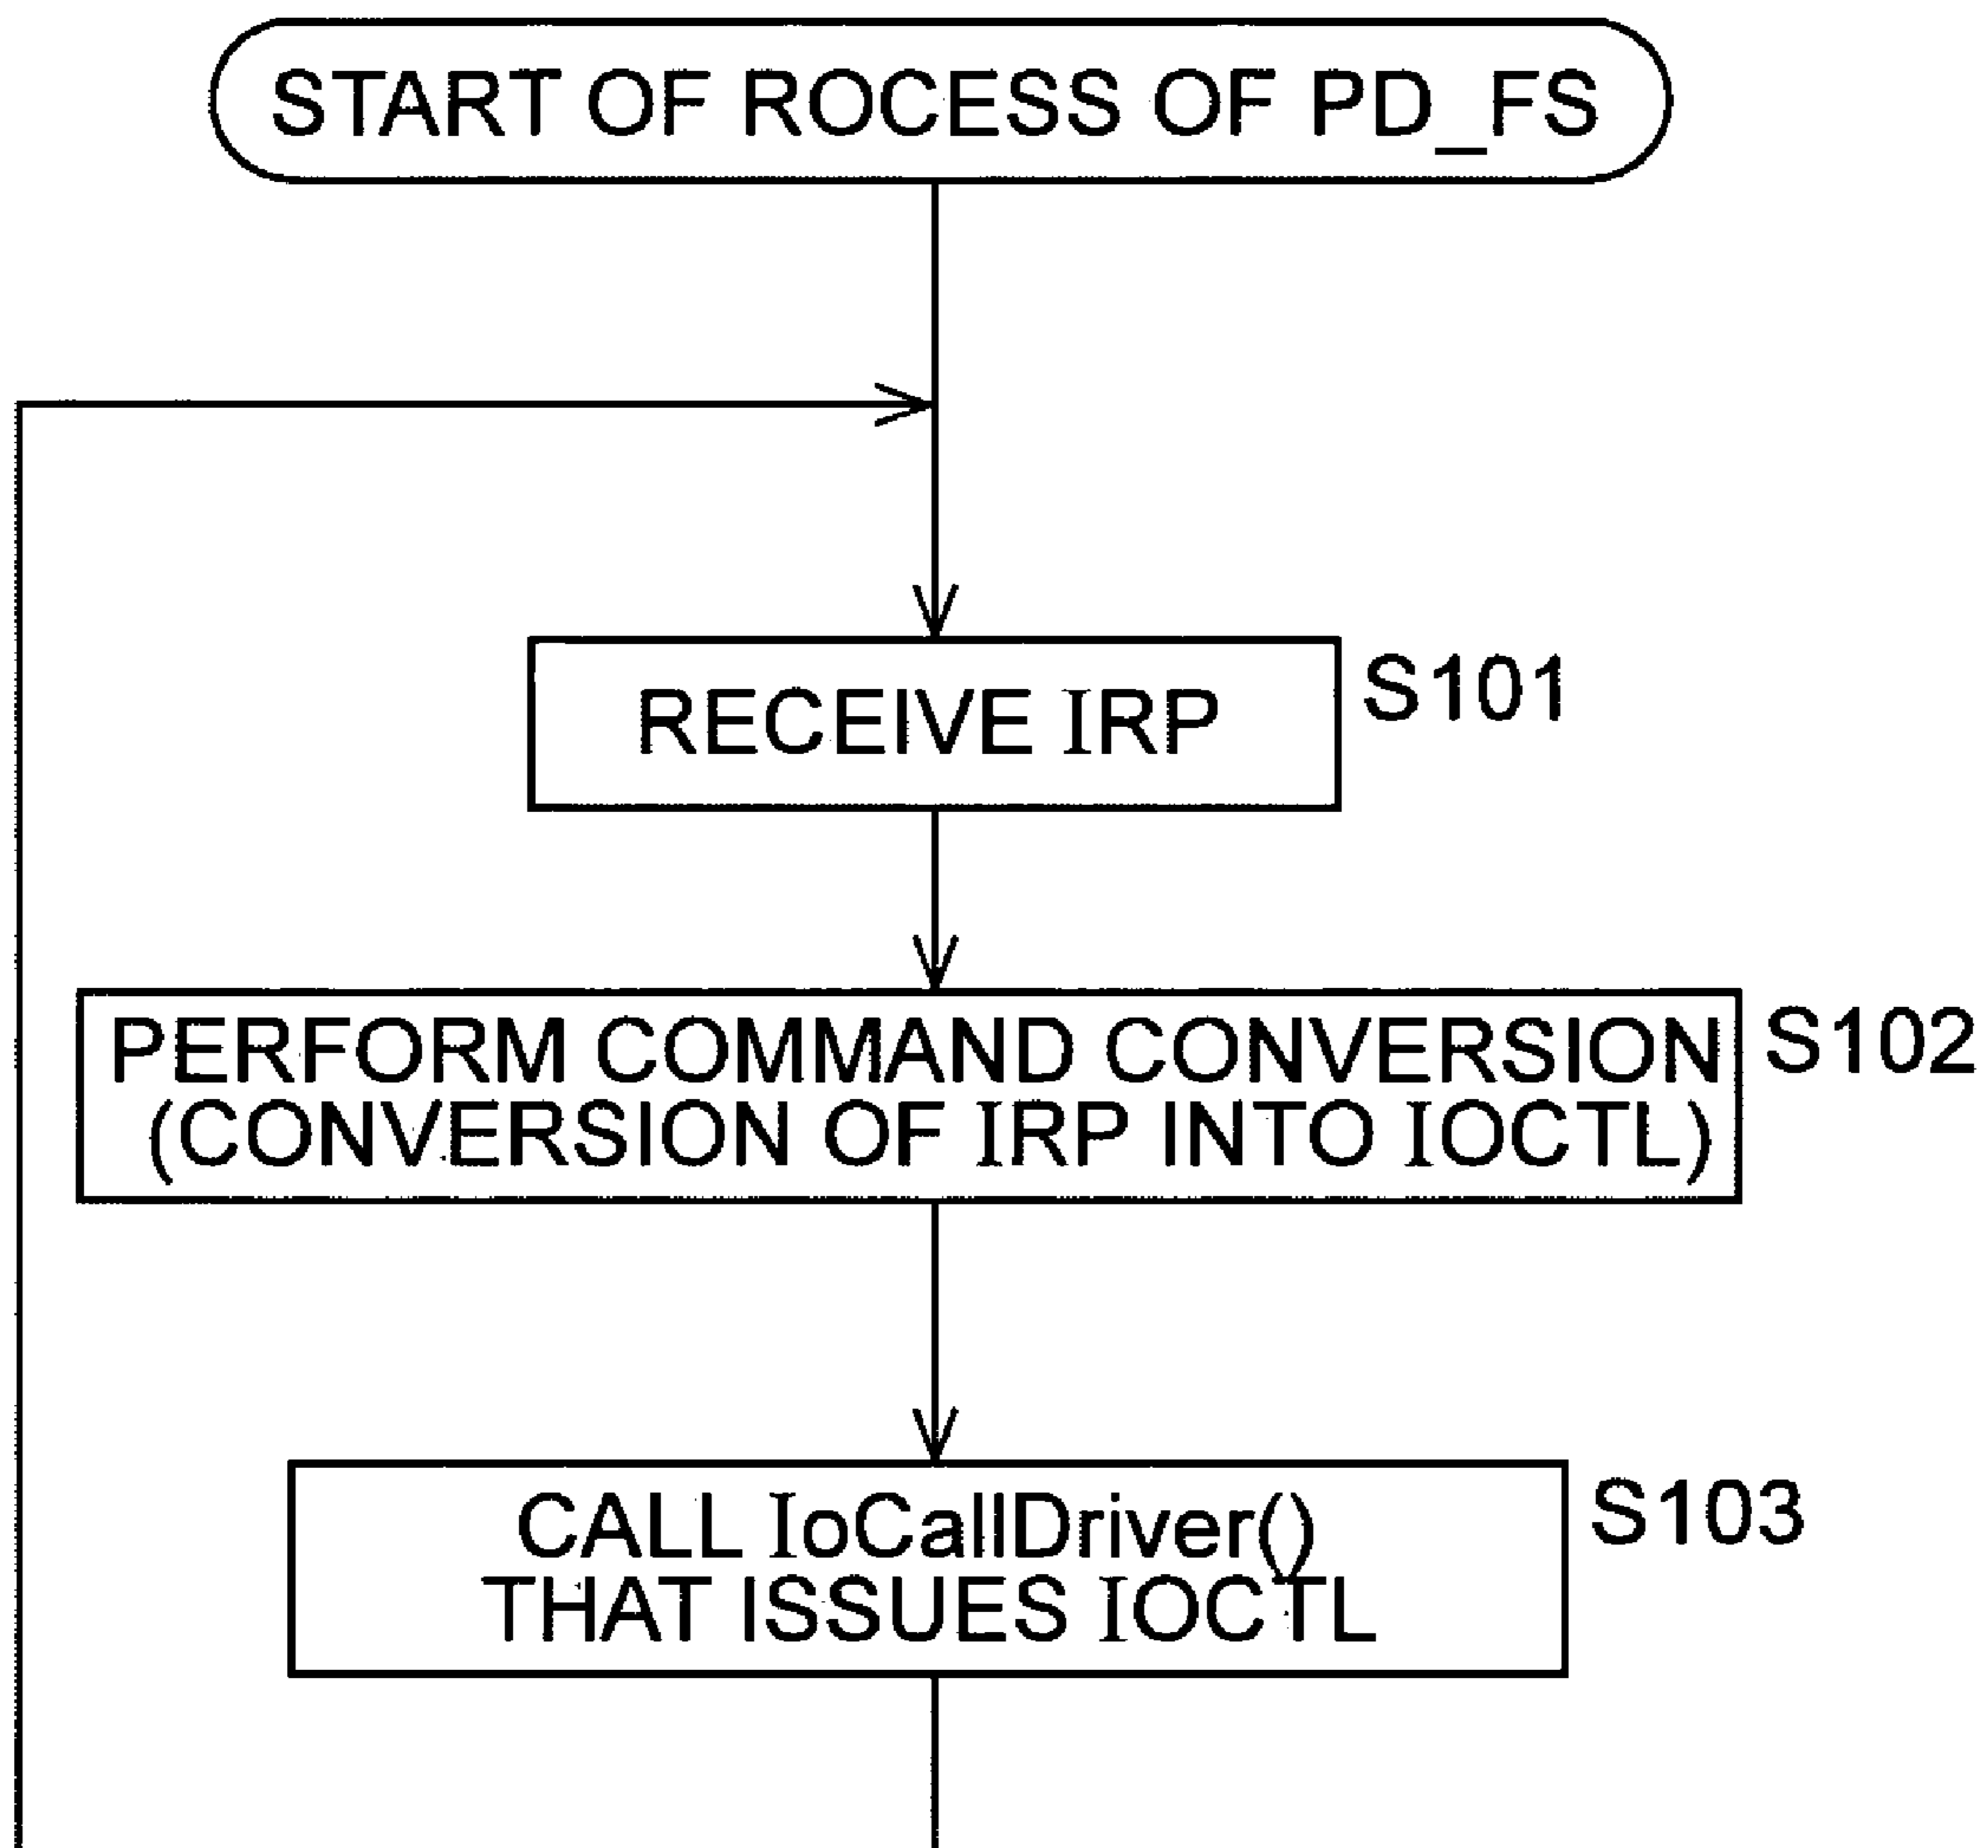 START OF ROCESS OF PD_FS
RECEIVE IRP
S101
PERFORM COMMAND CONVERSION
(CONVERSION OF IRP INTO IOCTL)
S102
CALL IoCallDriver()
THAT ISSUES IOCTL
S103